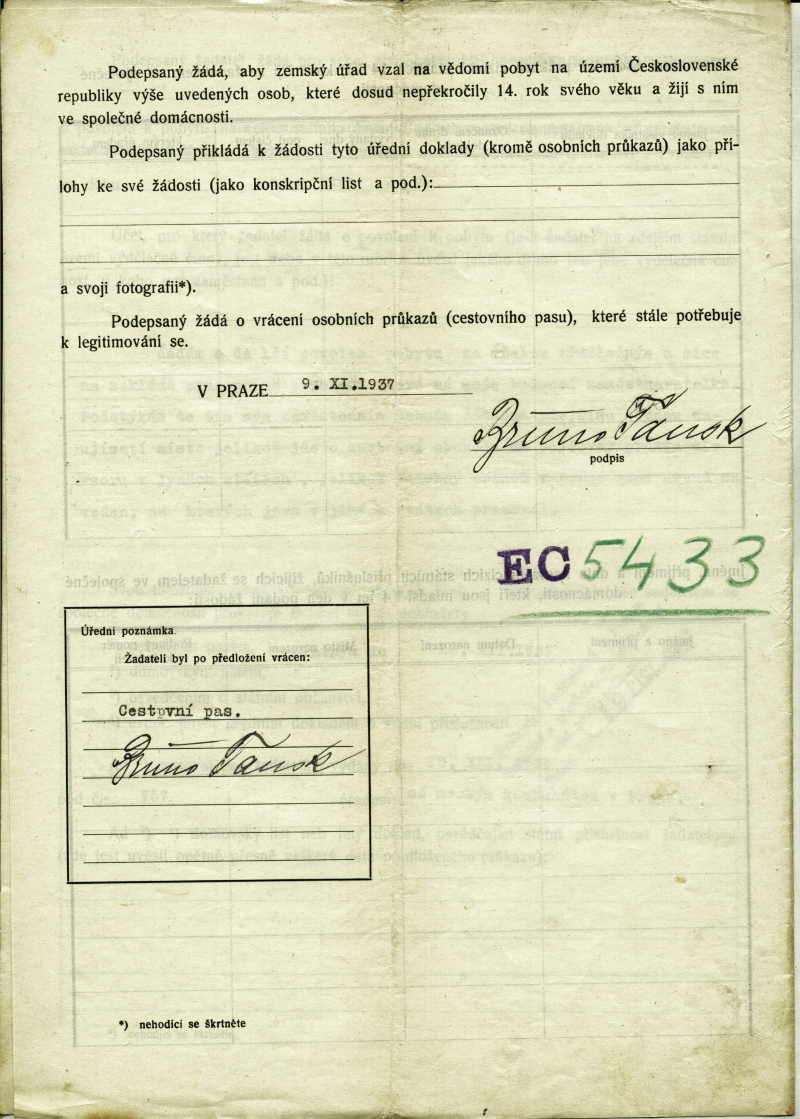 Podepsaný žádá, aby zemský úřad vzal na vědomí pobyt na území Československé
republiky výše uvedených osob, které dosud nepřekročily 14. rok svého věku a žijí s ním
ve společné domácnosti.
Podepsaný přikládá k žádosti tyto úřední doklady (kromě osobních průkazů) jako pří-
lohy ke své žádosti (jako konskripční list a pod.):
a svoji fotografii*).
Podepsaný žádá o vrácení osobních průkazů (cestovního pasu), které stále potřebuje
k legitimování se.
V PRAZE 9. XI.1937
Bruno Tausk
podpis
EC 5433
Úřední poznámka.
Žadateli byl po předložení vrácen:
Cestpvní pas.
Bruno Tausk
*) nehodící se škrtněte